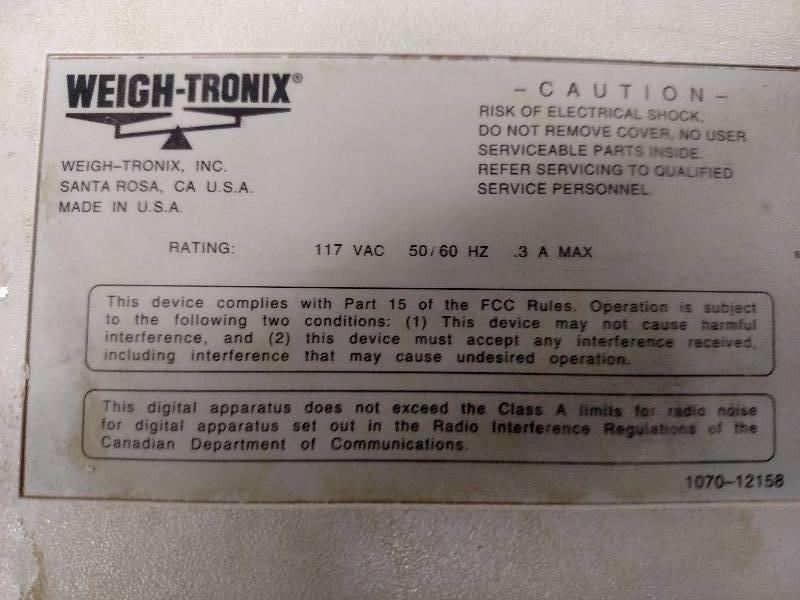 WEIGH-TRONIX®
WEIGH-TRONIX, INC.
SANTA ROSA, CA U.S.A.
MADE IN U.S.A.
- CAUTION -
RISK OF ELECTRICAL SHOCK,
DO NOT REMOVE COVER, NO USER
SERVICEABLE PARTS INSIDE.
REFER SERVICING TO QUALIFIED
SERVICE PERSONNEL.
RATING: 117 VAC 50/60 HZ .3 A MAX
This device complies with Part 15 of the FCC Rules. Operation is subject
to the following two conditions: (1) This device may not cause harmful
interference, and (2) this device must accept any interference received,
including interference that may cause undesired operation.
This digital apparatus does not exceed the Class A limits for radio noise
for digital apparatus set out in the Radio Interference Regulations of the
Canadian Department of Communications.
1070-12158